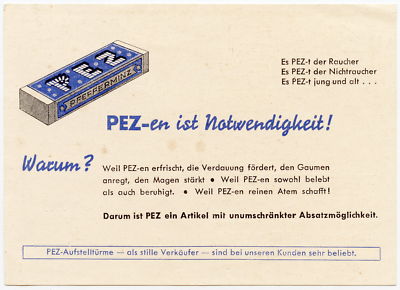 PEZ
PFEFFERMINZ
Es PEZ-t der Raucher
Es PEZ-t der Nichtraucher
Es PEZ-t jung und alt . . .
PEZ-en ist Notwendigkeit!
Warum?
Weil PEZ-en erfrischt, die Verdauung fördert, den Gaumen
anregt, den Magen stärkt • Weil PEZ-en sowohl belebt
als auch beruhigt. • Weil PEZ-en reinen Atem schafft!
Darum ist PEZ ein Artikel mit unumschränkter Absatzmöglichkeit.
PEZ-Aufstelltürme — als stille Verkäufer — sind bei unseren Kunden sehr beliebt.